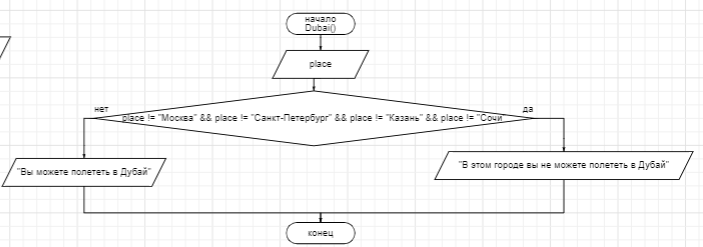 начало
Dubai()
place
нет
да
place != "Москва" && place != "Санкт-Петербург" && place != "Казань" && place != "Сочи
"Вы можете полететь в Дубай"
"В этом городе вы не можете полететь в Дубай"
конец